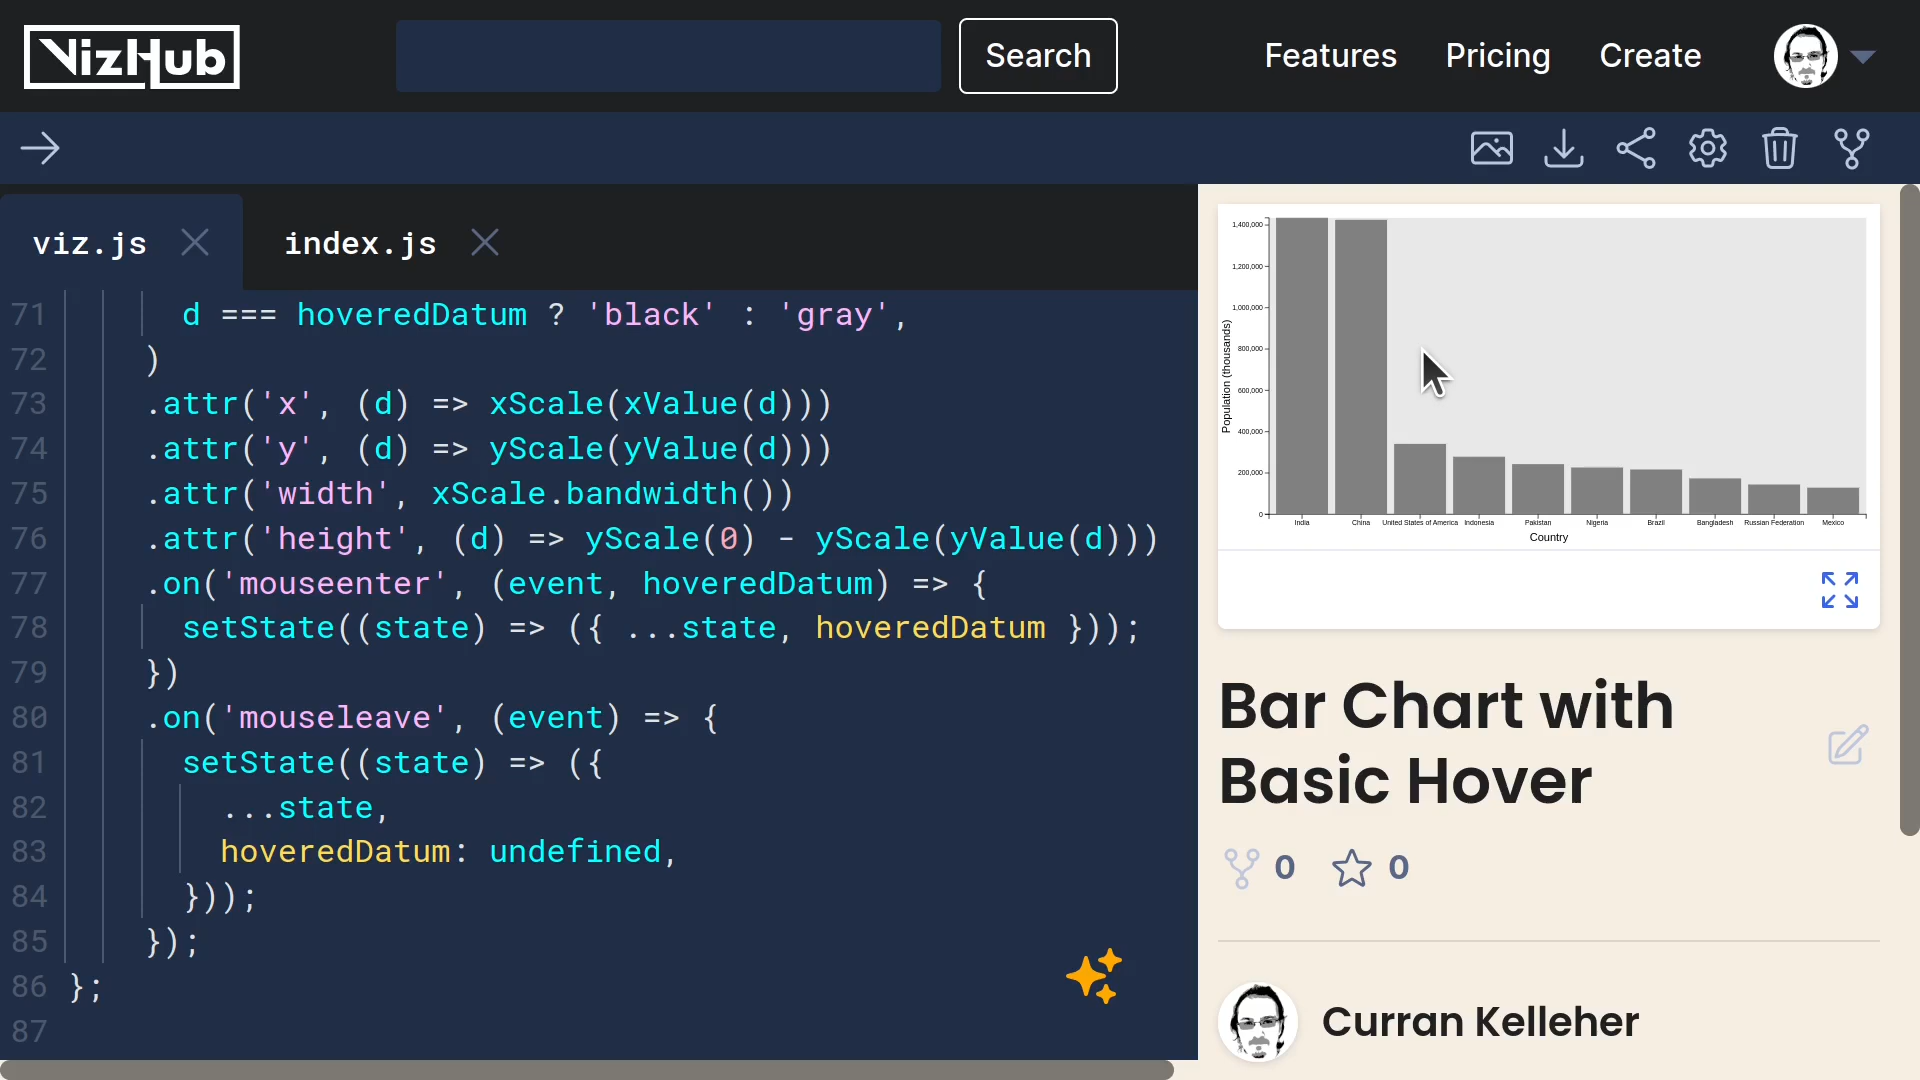 VizHub
Search
Features
Pricing
Create
viz.js
index.js
71 d === hoveredDatum ? 'black' : 'gray',
72 )
73 .attr('x', (d) => xScale(xValue(d)))
74 .attr('y', (d) => yScale(yValue(d)))
75 .attr('width', xScale.bandwidth())
76 .attr('height', (d) => yScale(0) - yScale(yValue(d)))
77 .on('mouseenter', (event, hoveredDatum) => {
78 setState((state) => ({ ...state, hoveredDatum }));
79 })
80 .on('mouseleave', (event) => {
81 setState((state) => ({
82 ...state,
83 hoveredDatum: undefined,
84 }));
85 });
86 };
87
1,400,000
1,200,000
1,000,000
800,000
600,000
400,000
200,000
0
Population (thousands)
India
China
United States of America
Indonesia
Pakistan
Nigeria
Brazil
Bangladesh
Russian Federation
Mexico
Country
Bar Chart with
Basic Hover
0
0
Curran Kelleher